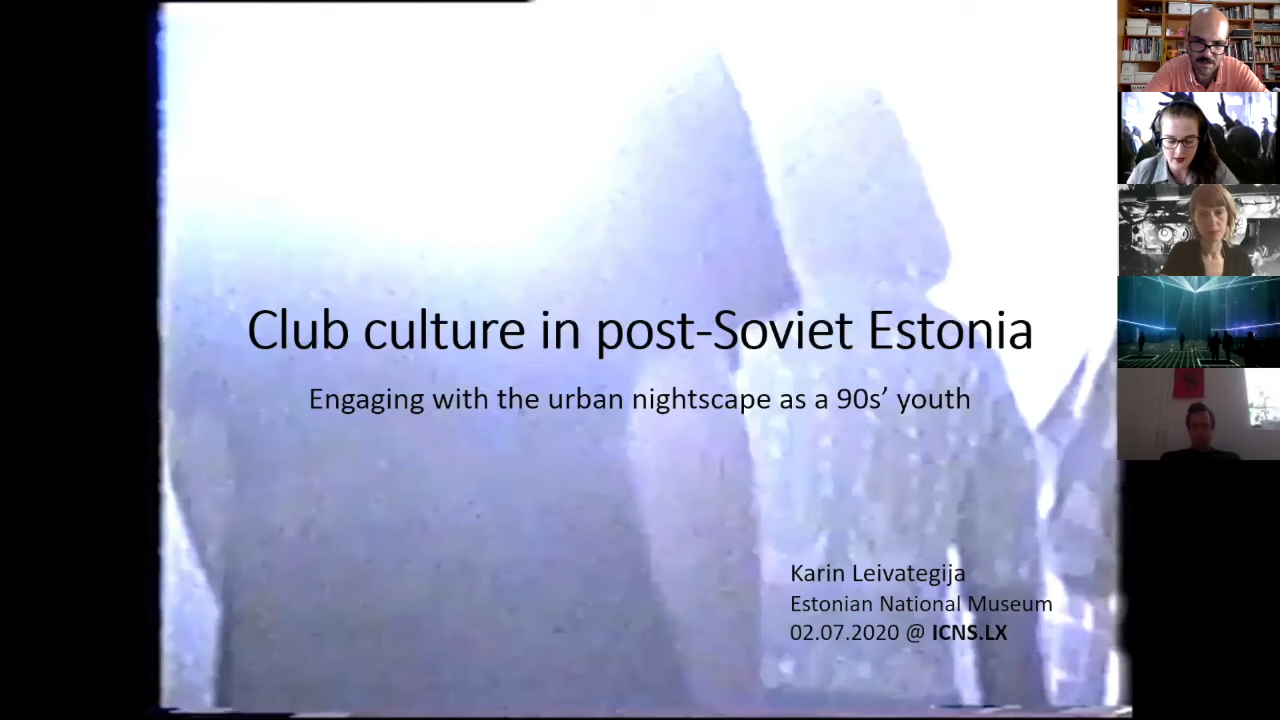 Club culture in post-Soviet Estonia
Engaging with the urban nightscape as a 90s’ youth
Karin Leivategija
Estonian National Museum
02.07.2020 @ ICNS.LX